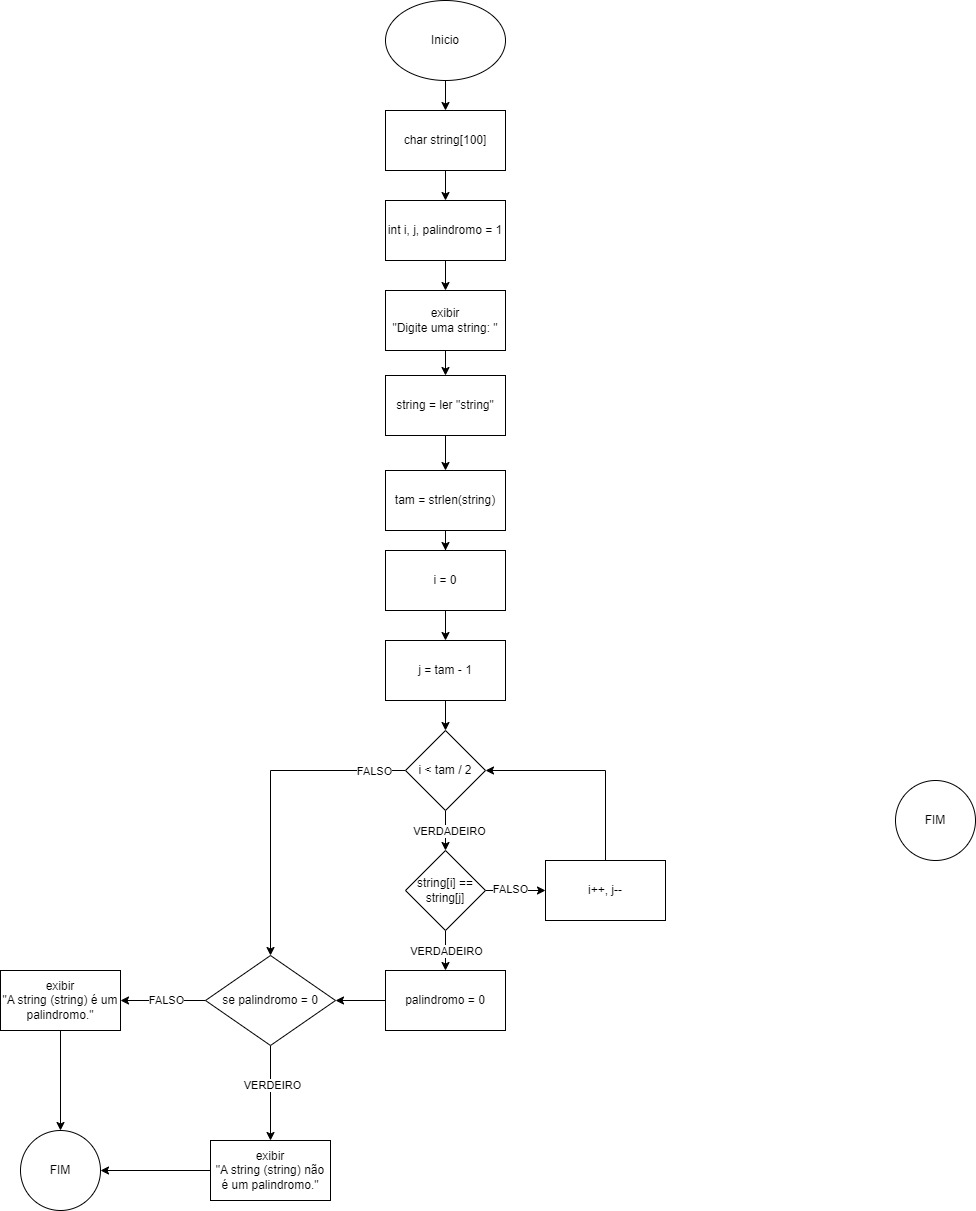 Inicio
char string[100]
int i, j, palindromo = 1
exibir
"Digite uma string: "
string = ler "string"
tam = strlen(string)
i = 0
j = tam - 1
i < tam / 2
FALSO
VERDADEIRO
string[i] ==
string[j]
FALSO
i++, j--
FIM
VERDADEIRO
palindromo = 0
se palindromo = 0
FALSO
exibir
"A string (string) é um
palindromo."
VERDEIRO
exibir
"A string (string) não
é um palindromo."
FIM